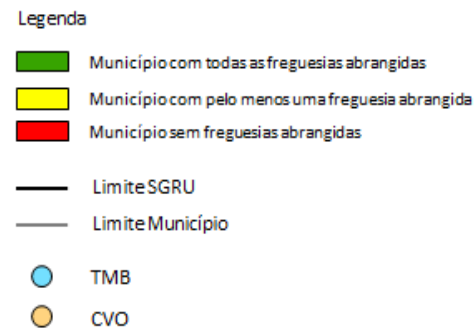 Legenda
Município com todas as freguesias abrangidas
Município com pelo menos uma freguesia abrangida
Município sem freguesias abrangidas
Limite SGRU
Limite Município
TMB
CVO